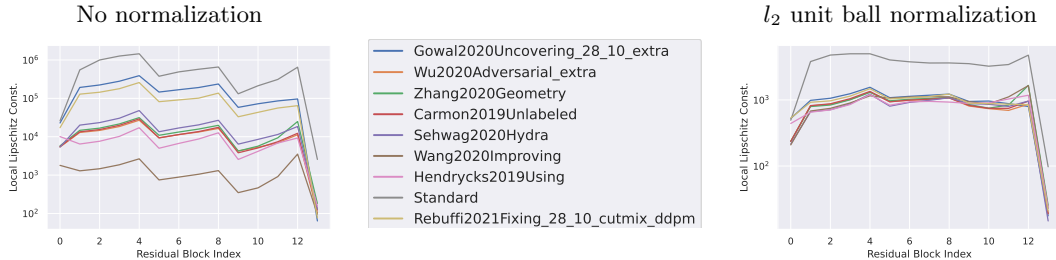 No normalization
10^6
10^5
10^4
10^3
10^2
Local Lipschitz Const.
0 2 4 6 8 10 12
Residual Block Index
Gowal2020Uncovering_28_10_extra
Wu2020Adversarial_extra
Zhang2020Geometry
Carmon2019Unlabeled
Sehwag2020Hydra
Wang2020Improving
Hendrycks2019Using
Standard
Rebuffi2021Fixing_28_10_cutmix_ddpm
l_2 unit ball normalization
10^3
10^2
Local Lipschitz Const.
0 2 4 6 8 10 12
Residual Block Index